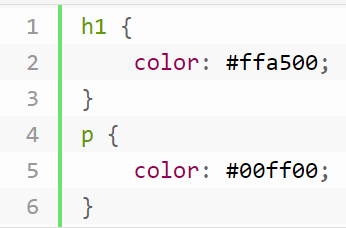 1 h1 {
2     color: #ffa500;
3 }
4 p {
5     color: #00ff00;
6 }